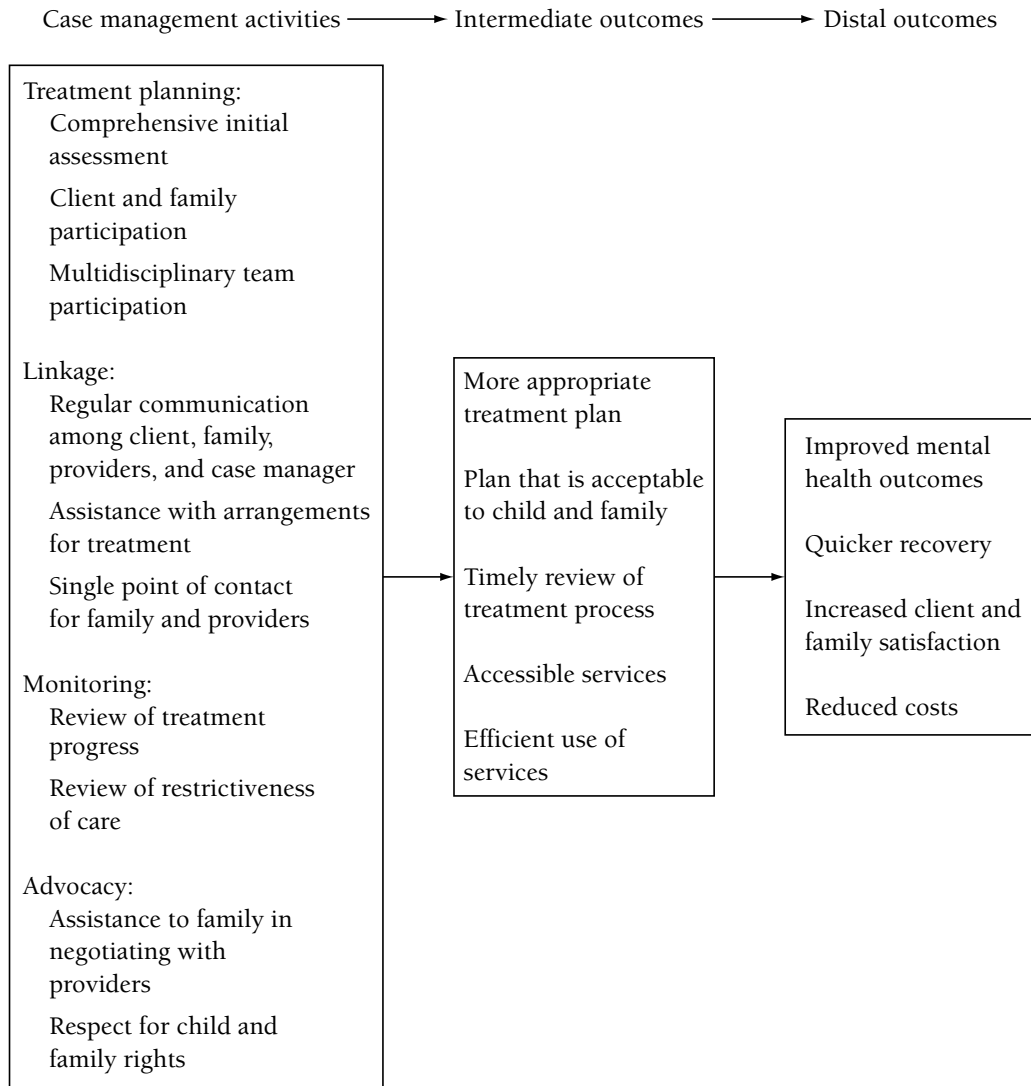 Case management activities Intermediate outcomes Distal outcomes
Treatment planning:
Comprehensive initial
assessment
Client and family
participation
Multidisciplinary team
participation
Linkage:
Regular communication
among client, family,
providers, and case manager
Assistance with arrangements
for treatment
Single point of contact
for family and providers
Monitoring:
Review of treatment
progress
Review of restrictiveness
of care
Advocacy:
Assistance to family in
negotiating with
providers
Respect for child and
family rights
More appropriate
treatment plan
Plan that is acceptable
to child and family
Timely review of
treatment process
Accessible services
Efficient use of
services
Improved mental
health outcomes
Quicker recovery
Increased client and
family satisfaction
Reduced costs